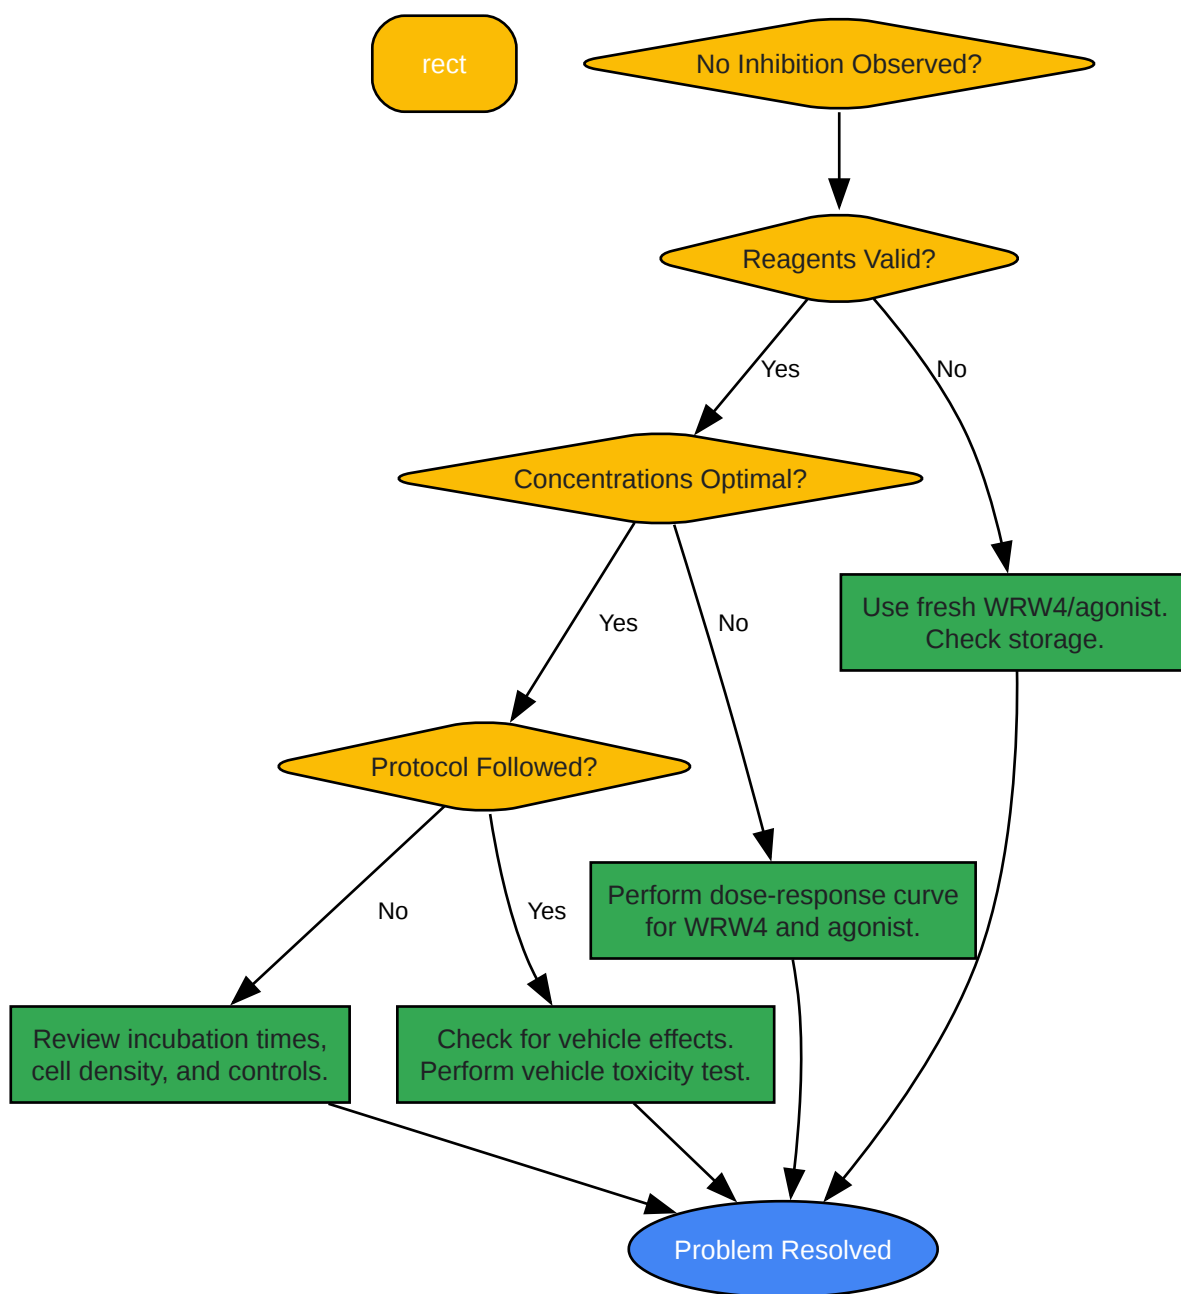 rect
No Inhibition Observed?
Reagents Valid?
Yes
No
Concentrations Optimal?
Yes
No
Use fresh WRW4/agonist.
Check storage.
Protocol Followed?
No
Yes
Perform dose-response curve
for WRW4 and agonist.
Review incubation times,
cell density, and controls.
Check for vehicle effects.
Perform vehicle toxicity test.
Problem Resolved